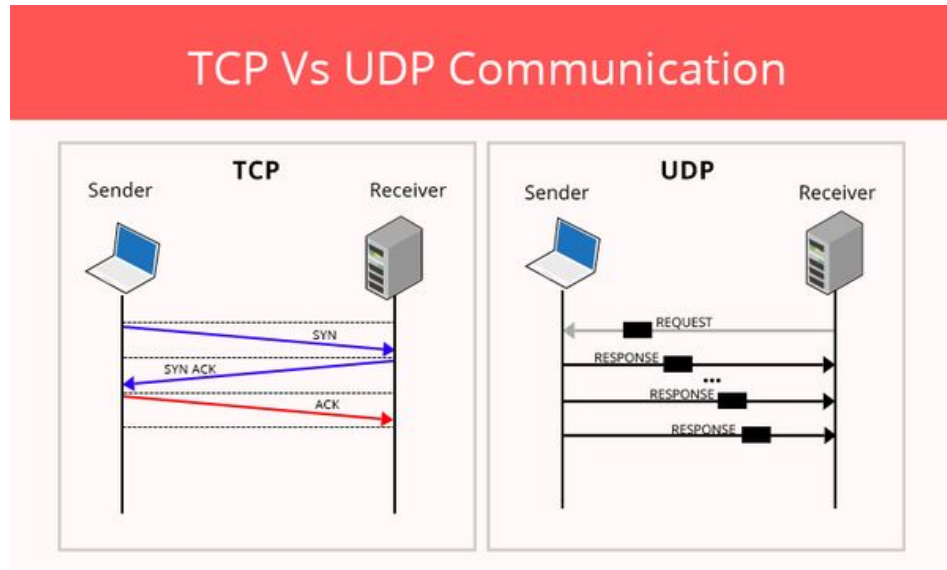 TCP Vs UDP Communication
TCP
Sender
Receiver
SYN
SYN ACK
ACK
UDP
Sender
Receiver
REQUEST
RESPONSE
...
RESPONSE
RESPONSE